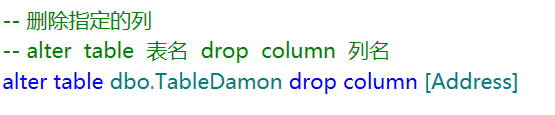 -- 删除指定的列
-- alter  table  表名  drop  column  列名
alter table dbo.TableDamon drop column [Address]